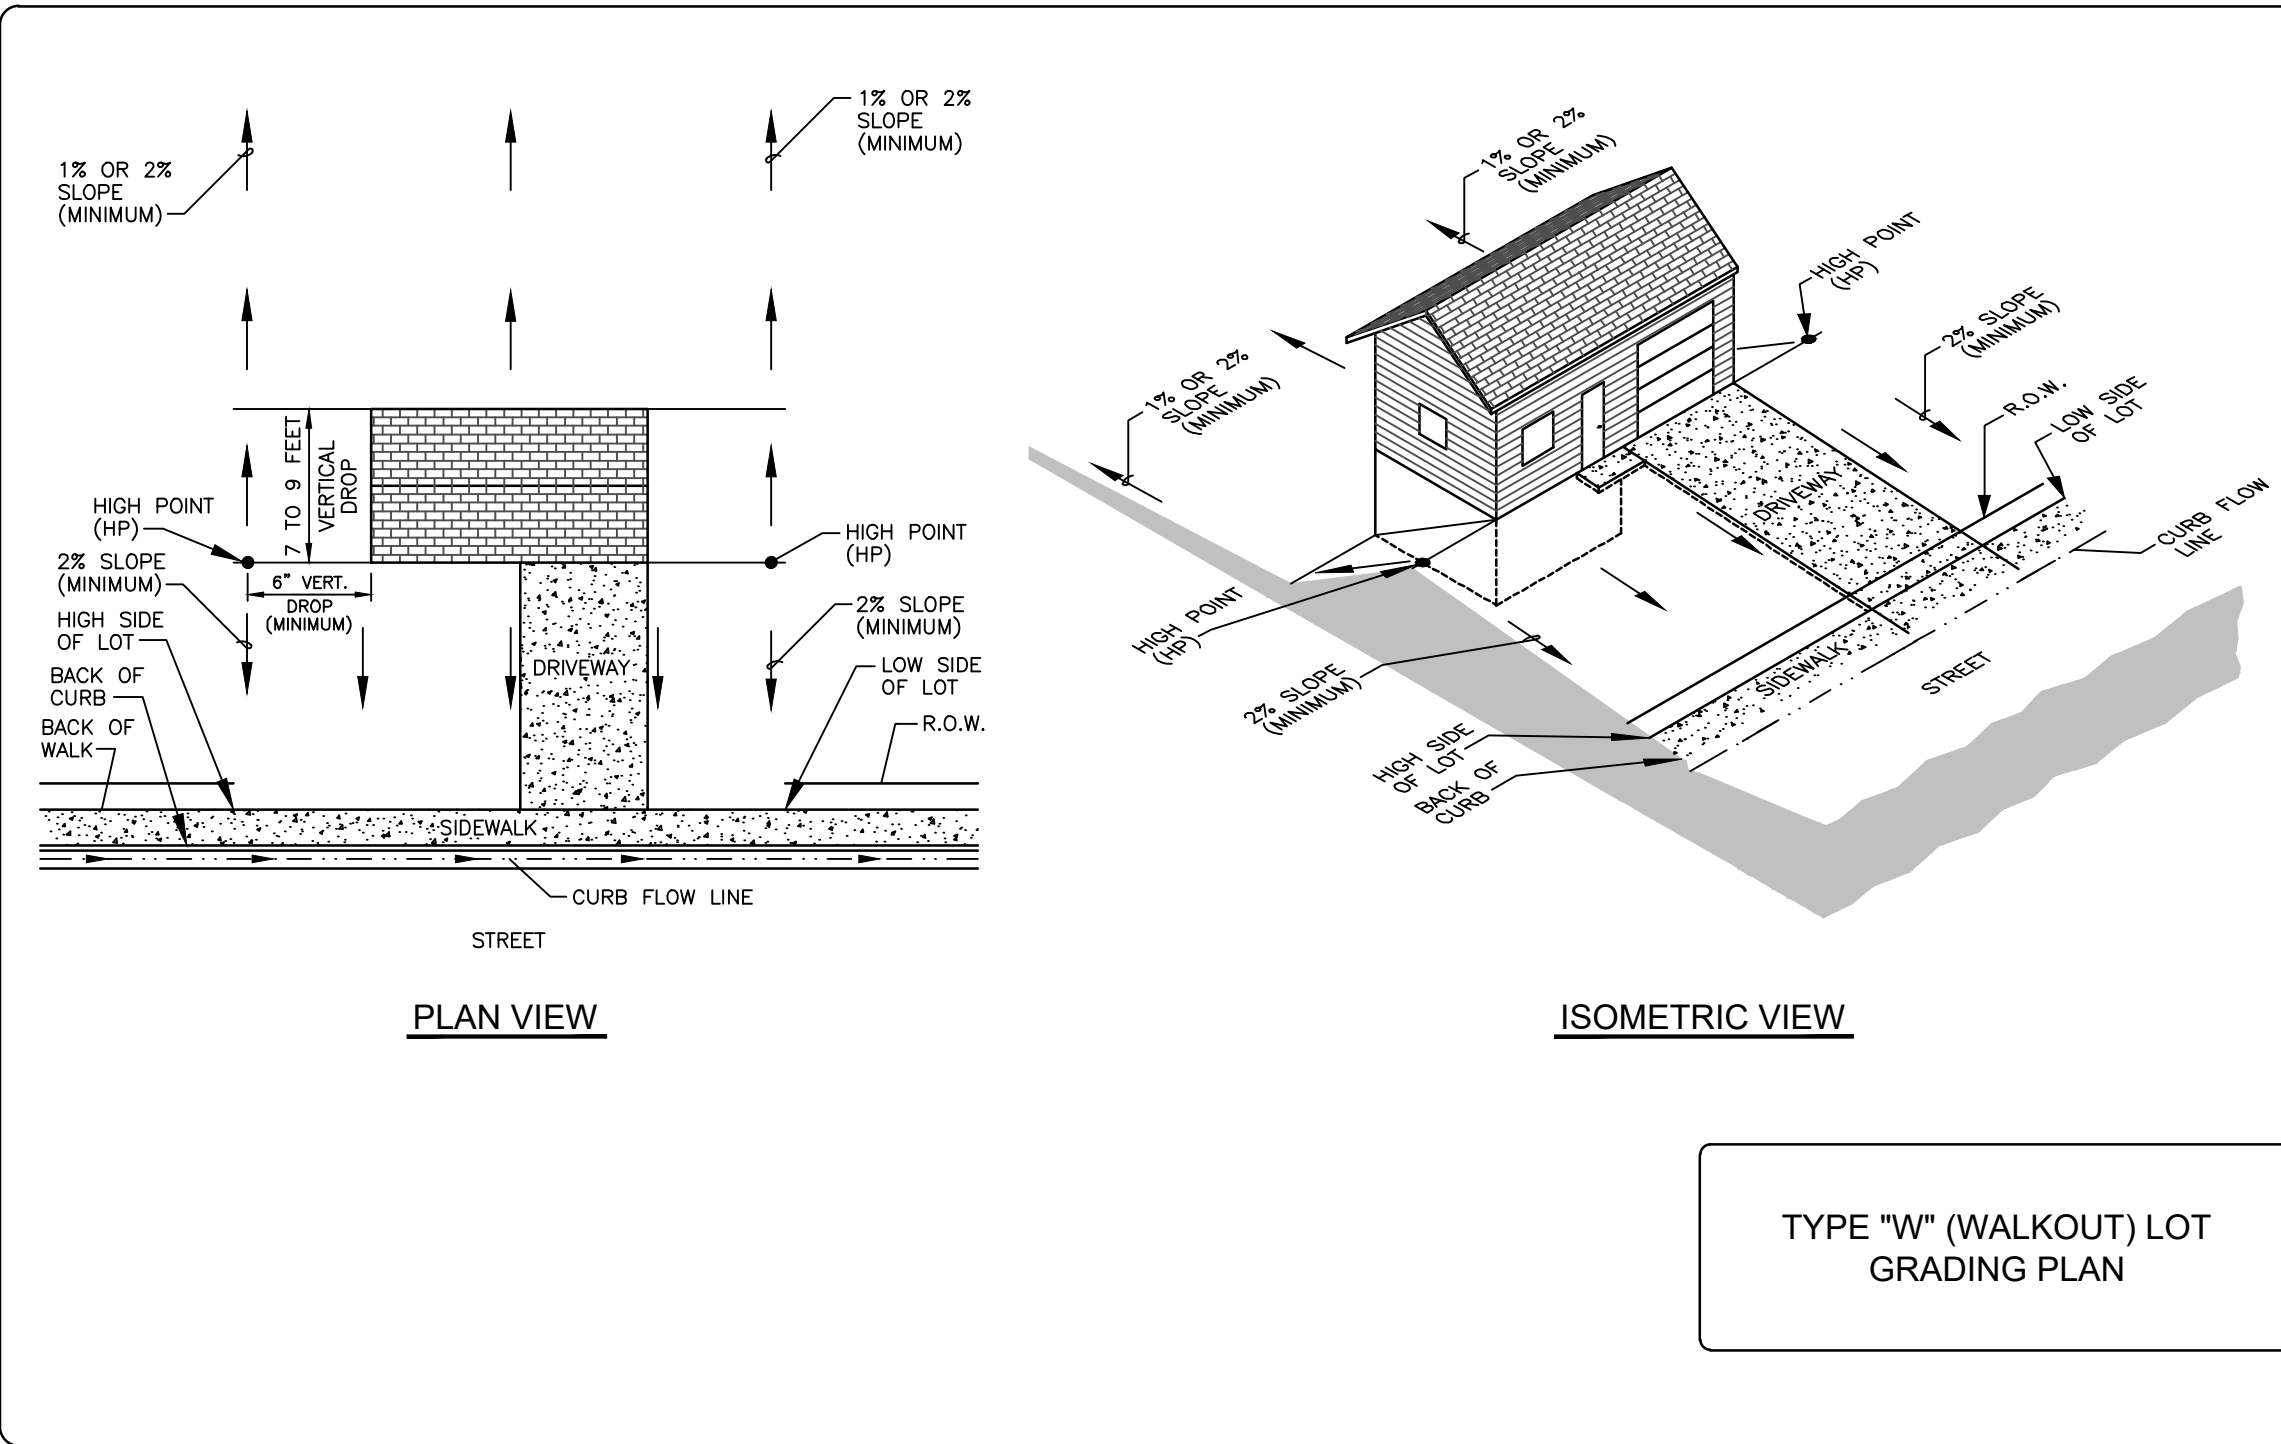 1% OR 2%
SLOPE
(MINIMUM)
1% OR 2%
SLOPE
(MINIMUM)
7 TO 9 FEET
VERTICAL
DROP
HIGH POINT
(HP)
HIGH POINT
(HP)
2% SLOPE
(MINIMUM)
6" VERT.
DROP
(MINIMUM)
2% SLOPE
(MINIMUM)
HIGH SIDE
OF LOT
DRIVEWAY
LOW SIDE
OF LOT
BACK OF
CURB
R.O.W.
BACK OF
WALK
SIDEWALK
CURB FLOW LINE
STREET
PLAN VIEW
1% OR 2%
SLOPE
(MINIMUM)
HIGH POINT
(HP)
2% SLOPE
(MINIMUM)
1% OR 2%
SLOPE
(MINIMUM)
R.O.W.
LOW SIDE
OF LOT
DRIVEWAY
CURB FLOW
LINE
HIGH POINT
(HP)
2% SLOPE
(MINIMUM)
SIDEWALK
STREET
HIGH SIDE
OF LOT
BACK OF
CURB
ISOMETRIC VIEW
TYPE "W" (WALKOUT) LOT
GRADING PLAN